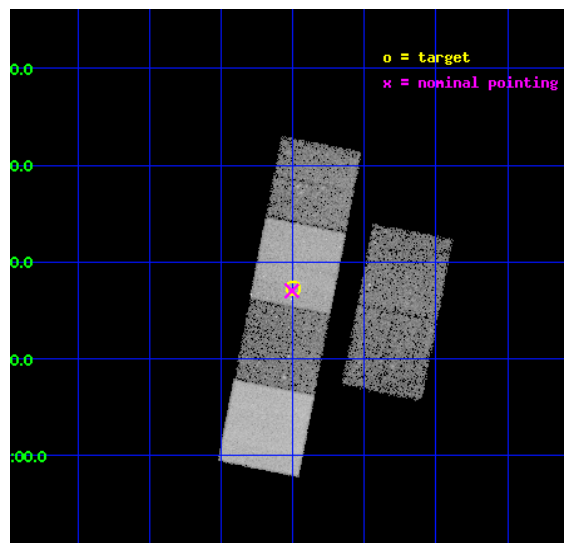 o = target
x = nominal pointing
0.0
0.0
0.0
0.0
:00.0